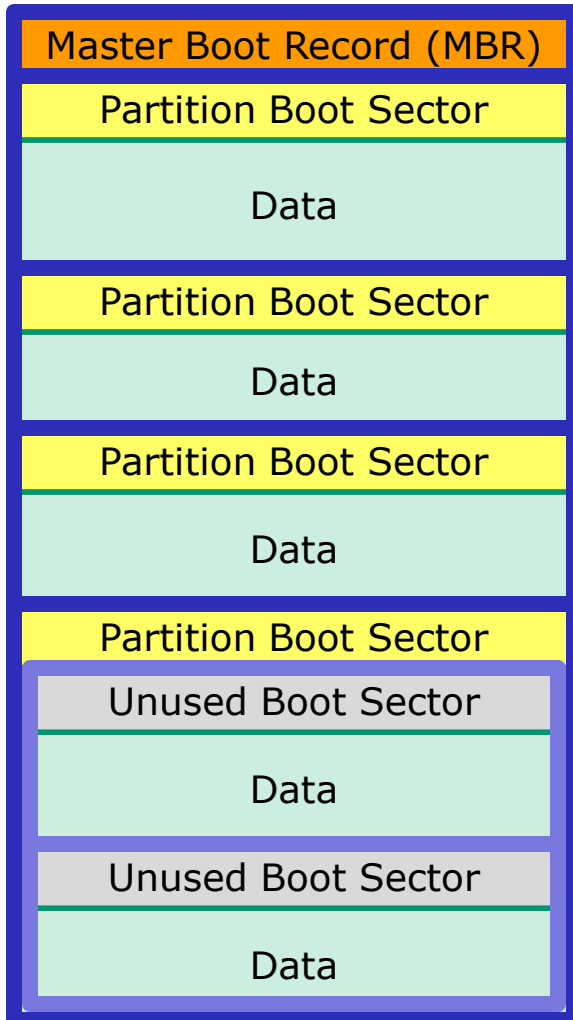 Master Boot Record (MBR)
Partition Boot Sector
Data
Partition Boot Sector
Data
Partition Boot Sector
Data
Partition Boot Sector
Unused Boot Sector
Data
Unused Boot Sector
Data